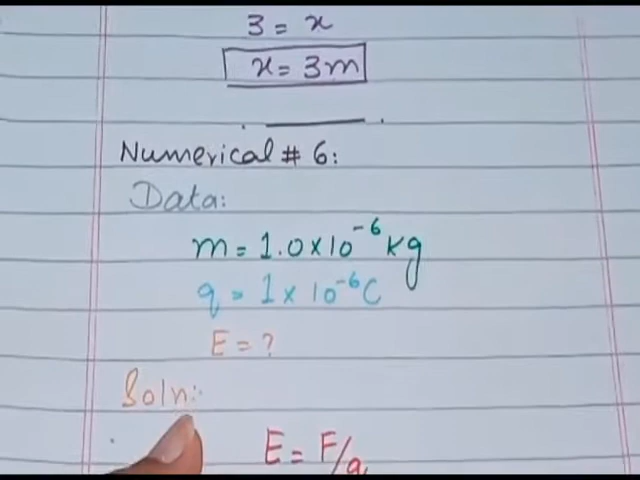 3 = x
x = 3m
Numerical # 6:
Data:
m = 1.0 x 10⁻⁶ kg
q = 1 x 10⁻⁶ C
E = ?
Soln:
E = F/q